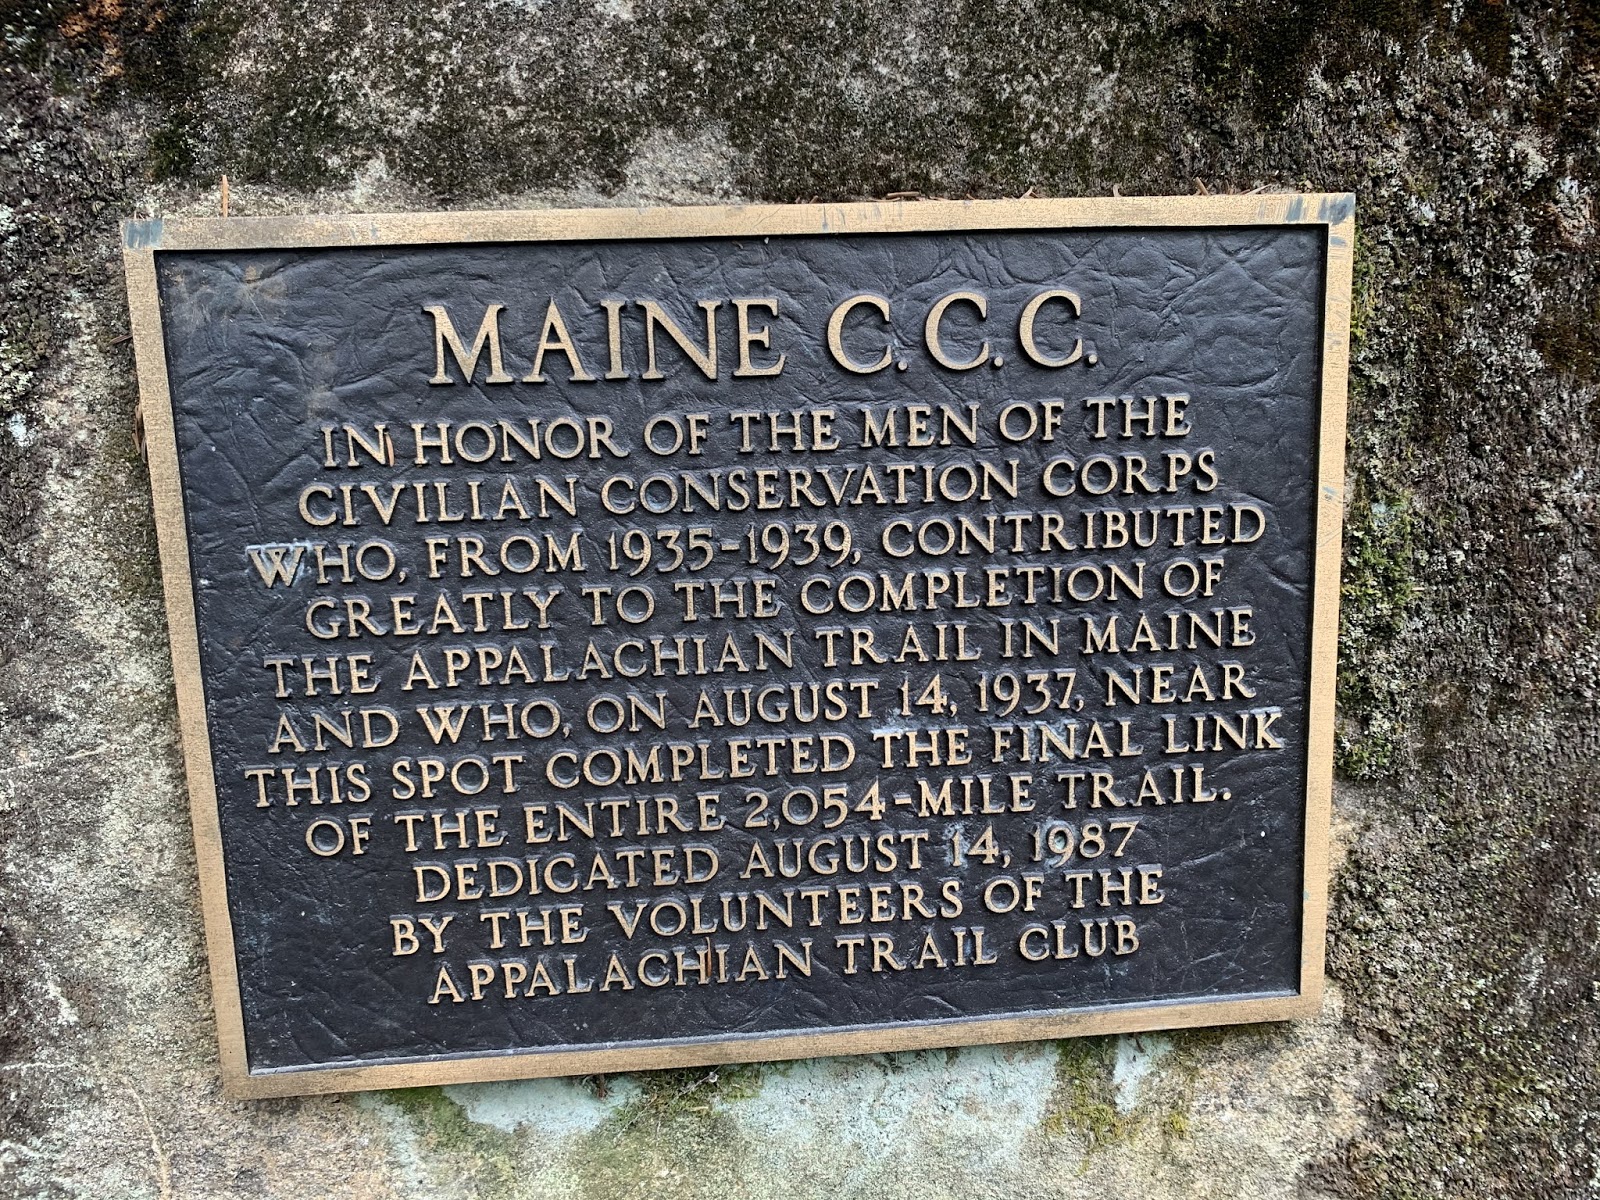 MAINE C.C.C.
IN HONOR OF THE MEN OF THE
CIVILIAN CONSERVATION CORPS
WHO, FROM 1935-1939, CONTRIBUTED
GREATLY TO THE COMPLETION OF
THE APPALACHIAN TRAIL IN MAINE
AND WHO, ON AUGUST 14, 1937, NEAR
THIS SPOT COMPLETED THE FINAL LINK
OF THE ENTIRE 2,054-MILE TRAIL.
DEDICATED AUGUST 14, 1987
BY THE VOLUNTEERS OF THE
APPALACHIAN TRAIL CLUB